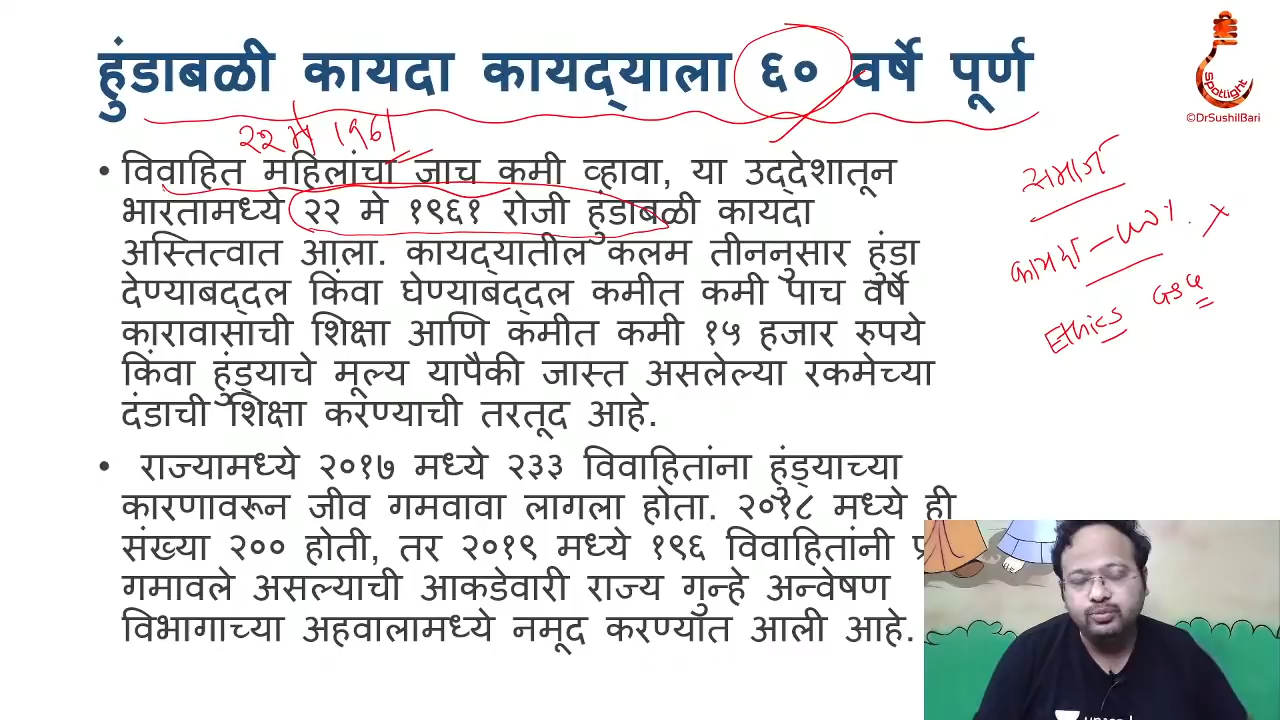 हुंडाबळी कायदा कायद्याला ६० वर्षे पूर्ण
Spotlight
©DrSushilBari
२२ मे १९६१
• विवाहित महिलांचा जाच कमी व्हावा, या उद्देशातून
भारतामध्ये २२ मे १९६१ रोजी हुंडाबळी कायदा
अस्तित्वात आला. कायद्यातील कलम तीननुसार हुंडा
देण्याबद्दल किंवा घेण्याबद्दल कमीत कमी पाच वर्षे
कारावासाची शिक्षा आणि कमीत कमी १५ हजार रुपये
किंवा हुंड्याचे मूल्य यापैकी जास्त असलेल्या रकमेच्या
दंडाची शिक्षा करण्याची तरतूद आहे.
• राज्यामध्ये २०१७ मध्ये २३३ विवाहितांना हुंड्याच्या
कारणावरून जीव गमवावा लागला होता. २०१८ मध्ये ही
संख्या २०० होती, तर २०१९ मध्ये १९६ विवाहितांनी
गमावले असल्याची आकडेवारी राज्य गुन्हे अन्वेषण
विभागाच्या अहवालामध्ये नमूद करण्यात आली आहे.
समाज
कायदा –
Ethics